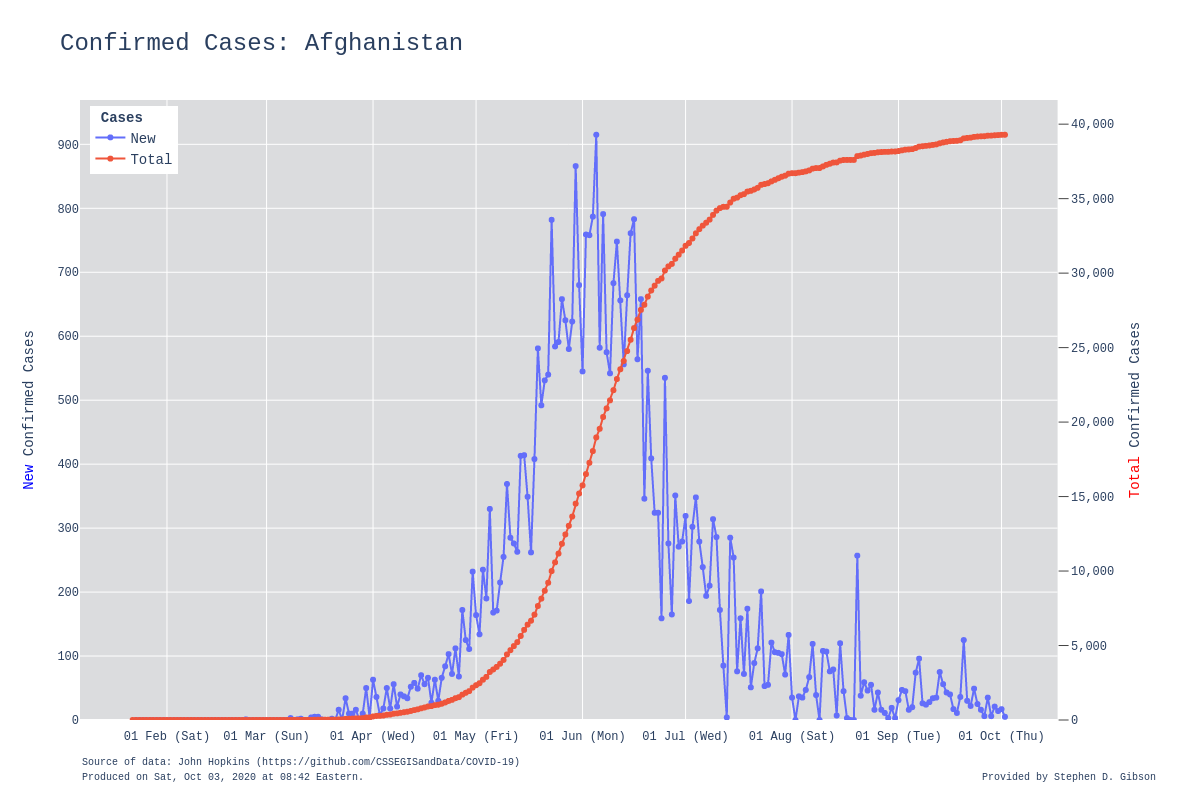 Confirmed Cases: Afghanistan
Cases
New
Total
900
800
700
600
500
400
300
200
100
0
New Confirmed Cases
40,000
35,000
30,000
25,000
20,000
15,000
10,000
5,000
0
Total Confirmed Cases
01 Feb (Sat) 01 Mar (Sun) 01 Apr (Wed) 01 May (Fri) 01 Jun (Mon) 01 Jul (Wed) 01 Aug (Sat) 01 Sep (Tue) 01 Oct (Thu)
Source of data: John Hopkins (https://github.com/CSSEGISandData/COVID-19)
Produced on Sat, Oct 03, 2020 at 08:42 Eastern.
Provided by Stephen D. Gibson